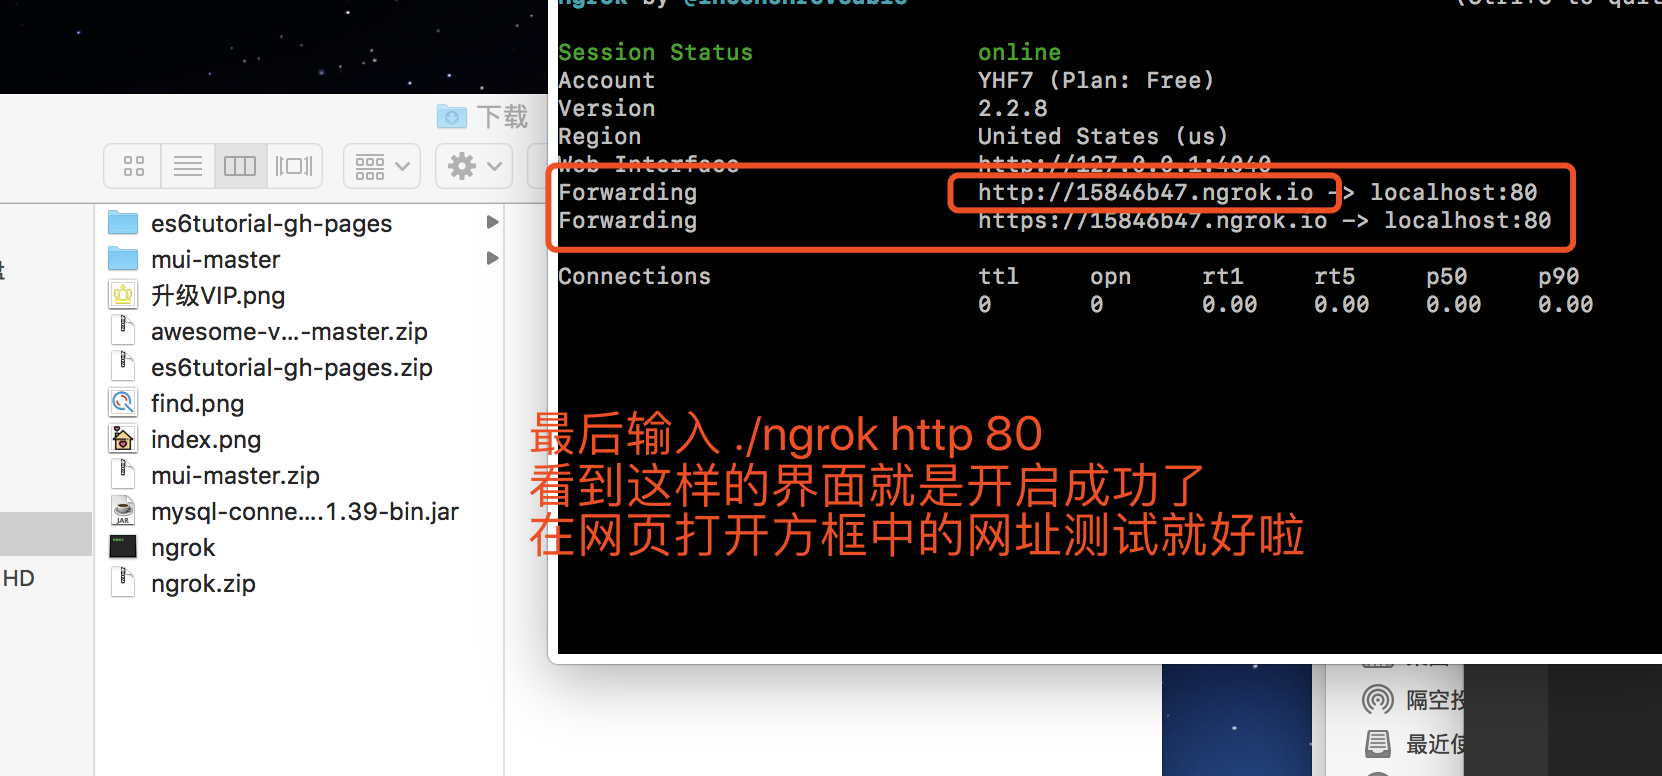 下载
es6tutorial-gh-pages
mui-master
升级VIP.png
awesome-v...-master.zip
es6tutorial-gh-pages.zip
find.png
index.png
mui-master.zip
mysql-conne....1.39-bin.jar
ngrok
ngrok.zip
HD
Session Status online
Account YHF7 (Plan: Free)
Version 2.2.8
Region United States (us)
Web Interface http://127.0.0.1:4040
Forwarding http://15846b47.ngrok.io -> localhost:80
Forwarding https://15846b47.ngrok.io -> localhost:80
Connections ttl opn rt1 rt5 p50 p90
0 0 0.00 0.00 0.00 0.00
最后输入 ./ngrok http 80
看到这样的界面就是开启成功了
在网页打开方框中的网址测试就好啦
隔空投
最近使